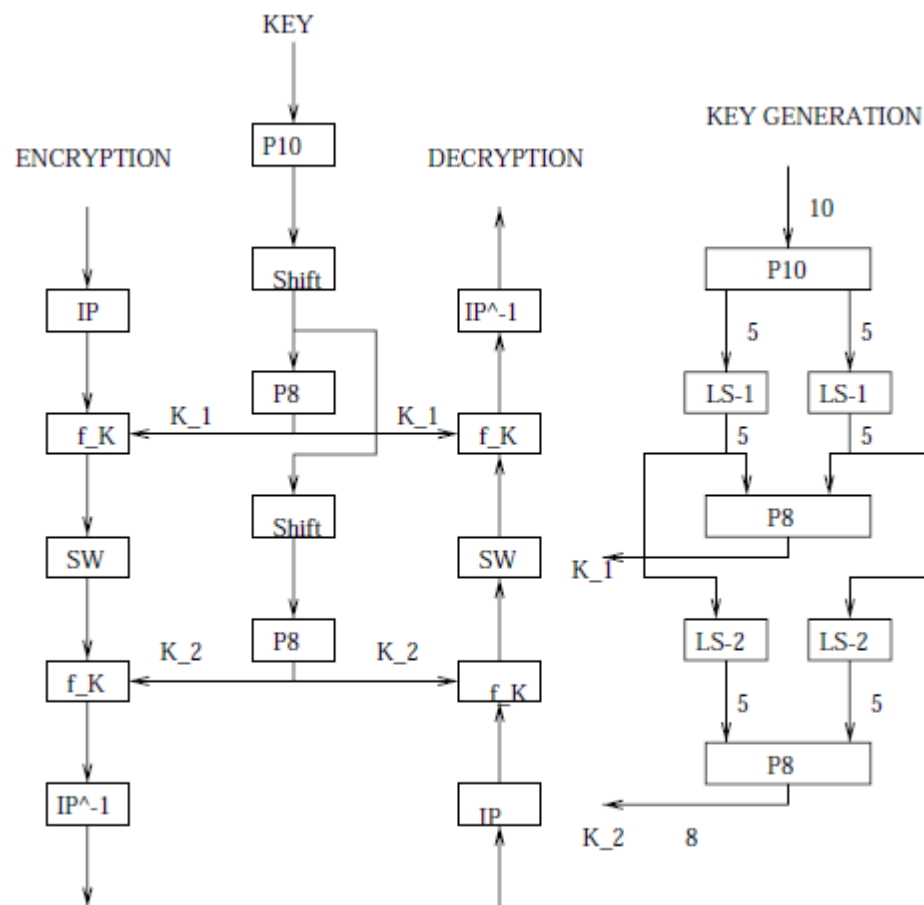 KEY
P10
Shift
P8
Shift
P8
ENCRYPTION
IP
f_K
SW
f_K
IP^-1
K_1
K_1
K_2
K_2
DECRYPTION
IP^-1
f_K
SW
f_K
IP
KEY GENERATION
10
P10
5
5
LS-1
LS-1
5
5
P8
K_1
LS-2
LS-2
5
5
P8
K_2
8